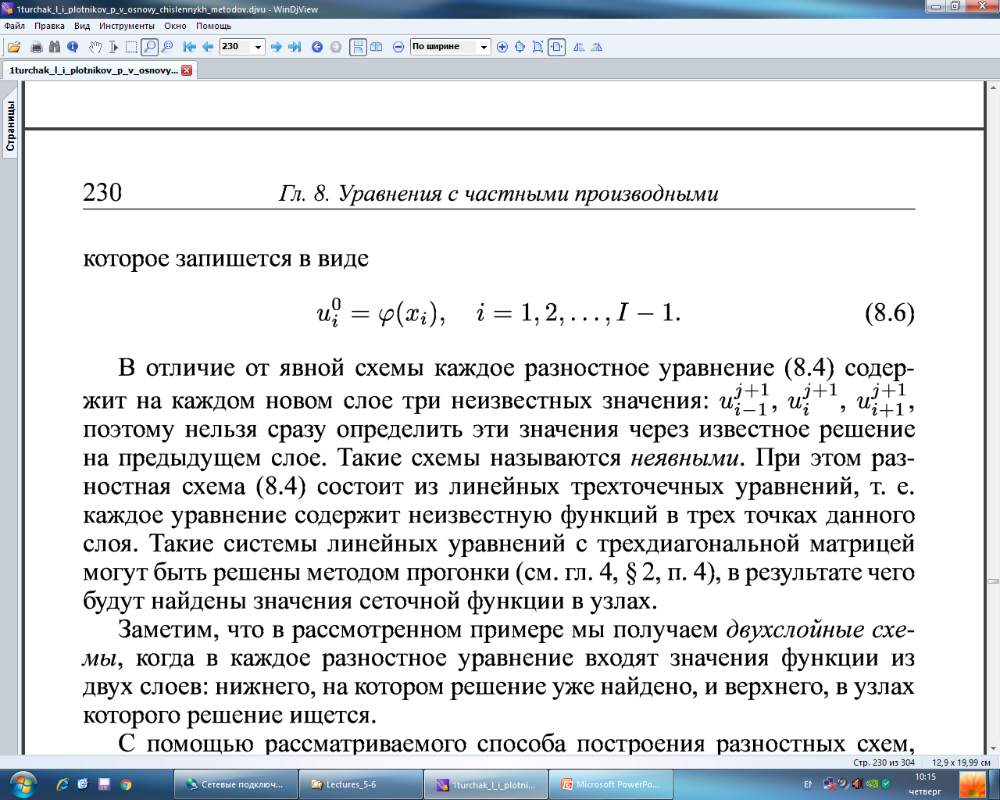 1turchak_l_i_plotnikov_p_v_osnovy_chislennykh_metodov.djvu - WinDjView
Файл Правка Вид Инструменты Окно Помощь
230 По ширине
1turchak_l_i_plotnikov_p_v_osnovy...
Страницы
230 Гл. 8. Уравнения с частными производными
которое запишется в виде
u_i^0 = φ(x_i), i = 1, 2, . . . , I − 1. (8.6)
В отличие от явной схемы каждое разностное уравнение (8.4) содер-
жит на каждом новом слое три неизвестных значения: u_{i−1}^{j+1}, u_i^{j+1}, u_{i+1}^{j+1},
поэтому нельзя сразу определить эти значения через известное решение
на предыдущем слое. Такие схемы называются неявными. При этом раз-
ностная схема (8.4) состоит из линейных трехточечных уравнений, т. е.
каждое уравнение содержит неизвестную функций в трех точках данного
слоя. Такие системы линейных уравнений с трехдиагональной матрицей
могут быть решены методом прогонки (см. гл. 4, § 2, п. 4), в результате чего
будут найдены значения сеточной функции в узлах.
Заметим, что в рассмотренном примере мы получаем двухслойные схе-
мы, когда в каждое разностное уравнение входят значения функции из
двух слоев: нижнего, на котором решение уже найдено, и верхнего, в узлах
которого решение ищется.
С помощью рассматриваемого способа построения разностных схем,
Стр. 230 из 304 12,9 x 19,99 см
Сетевые подключ... Lectures_5-6 1turchak_l_i_plotni... Microsoft PowerPo... EN 10:15
четверг